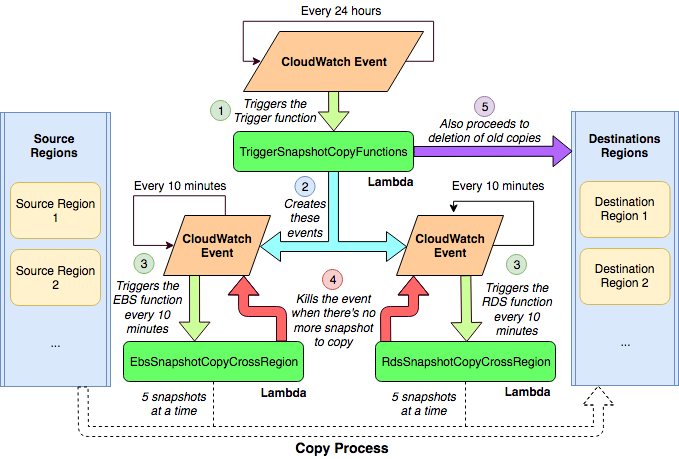 Every 24 hours
CloudWatch Event
1
Triggers the
Trigger function
5
Also proceeds to
deletion of old copies
Source
Regions
Source Region
1
Source Region
2
...
Destinations
Regions
Destination
Region 1
Destination
Region 2
...
TriggerSnapshotCopyFunctions
Lambda
2
Creates
these
events
Every 10 minutes
CloudWatch
Event
Every 10 minutes
CloudWatch
Event
3
Triggers the
EBS function
every 10
minutes
4
Kills the event
when there's no
more snapshot
to copy
3
Triggers the
RDS function
every 10
minutes
EbsSnapshotCopyCrossRegion
Lambda
RdsSnapshotCopyCrossRegion
Lambda
5 snapshots
at a time
5 snapshots
at a time
Copy Process